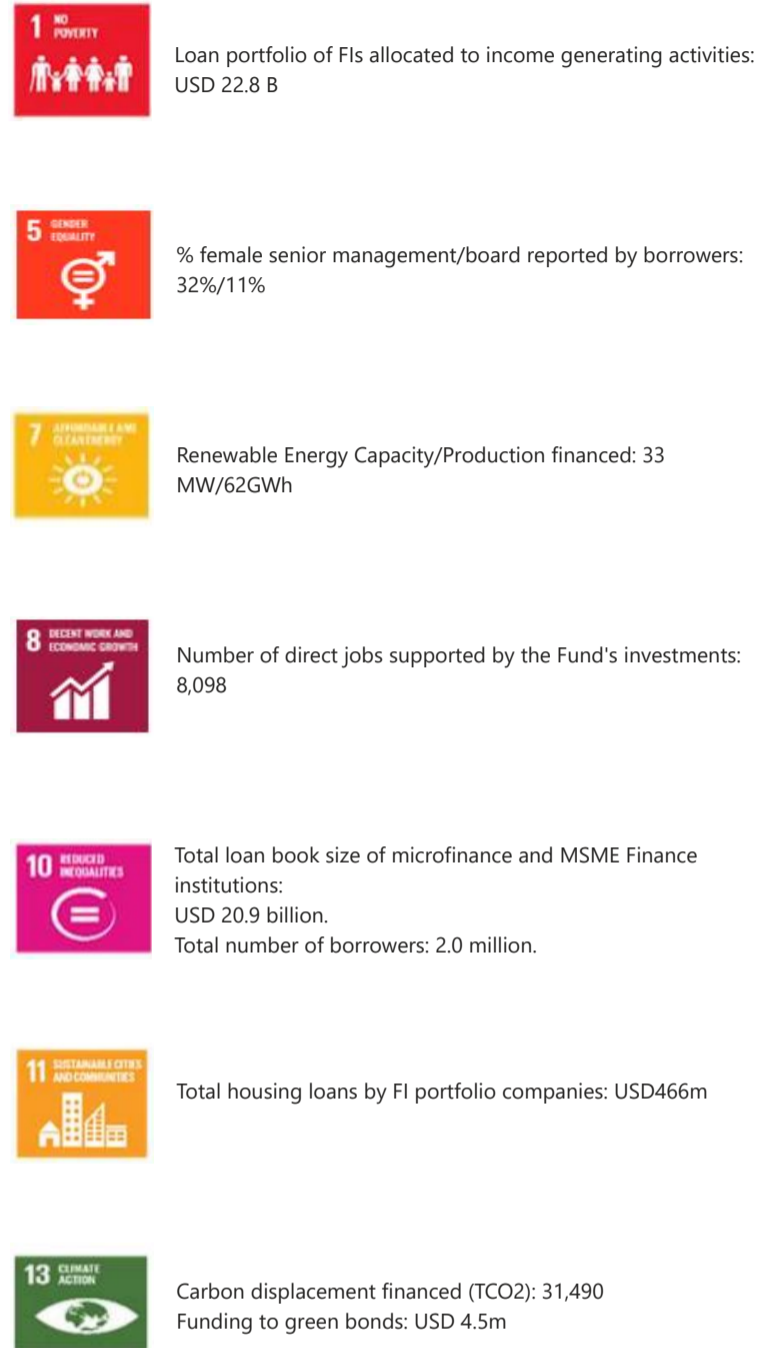 1 NO
POVERTY
Loan portfolio of FIs allocated to income generating activities:
USD 22.8 B
5 GENDER
EQUALITY
% female senior management/board reported by borrowers:
32%/11%
7 AFFORDABLE AND
CLEAN ENERGY
Renewable Energy Capacity/Production financed: 33
MW/62GWh
8 DECENT WORK AND
ECONOMIC GROWTH
Number of direct jobs supported by the Fund's investments:
8,098
10 REDUCED
INEQUALITIES
Total loan book size of microfinance and MSME Finance
institutions:
USD 20.9 billion.
Total number of borrowers: 2.0 million.
11 SUSTAINABLE CITIES
AND COMMUNITIES
Total housing loans by FI portfolio companies: USD466m
13 CLIMATE
ACTION
Carbon displacement financed (TCO2): 31,490
Funding to green bonds: USD 4.5m